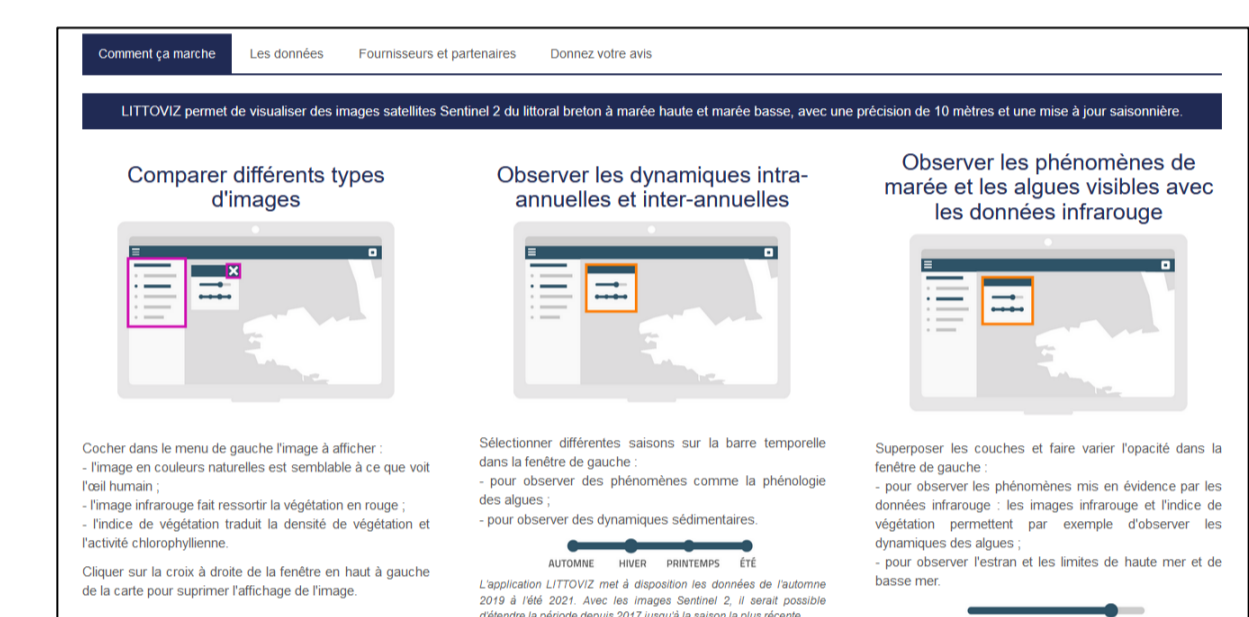 Comment ça marche Les données Fournisseurs et partenaires Donnez votre avis
LITTOVIZ permet de visualiser des images satellites Sentinel 2 du littoral breton à marée haute et marée basse, avec une précision de 10 mètres et une mise à jour saisonnière.
Comparer différents types
d'images
Cocher dans le menu de gauche l'image à afficher :
- l'image en couleurs naturelles est semblable à ce que voit
l'œil humain ;
- l'image infrarouge fait ressortir la végétation en rouge ;
- l'indice de végétation traduit la densité de végétation et
l'activité chlorophyllienne.
Cliquer sur la croix à droite de la fenêtre en haut à gauche
de la carte pour suprimer l'affichage de l'image.
Observer les dynamiques intra-
annuelles et inter-annuelles
Sélectionner différentes saisons sur la barre temporelle
dans la fenêtre de gauche :
- pour observer des phénomènes comme la phénologie
des algues ;
- pour observer des dynamiques sédimentaires.
AUTOMNE HIVER PRINTEMPS ÉTÉ
L'application LITTOVIZ met à disposition les données de l'automne
2019 à l'été 2021. Avec les images Sentinel 2, il serait possible
d'étendre la période depuis 2017 jusqu'à la saison la plus récente.
Observer les phénomènes de
marée et les algues visibles avec
les données infrarouge
Superposer les couches et faire varier l'opacité dans la
fenêtre de gauche :
- pour observer les phénomènes mis en évidence par les
données infrarouge : les images infrarouge et l'indice de
végétation permettent par exemple d'observer les
dynamiques des algues ;
- pour observer l'estran et les limites de haute mer et de
basse mer.